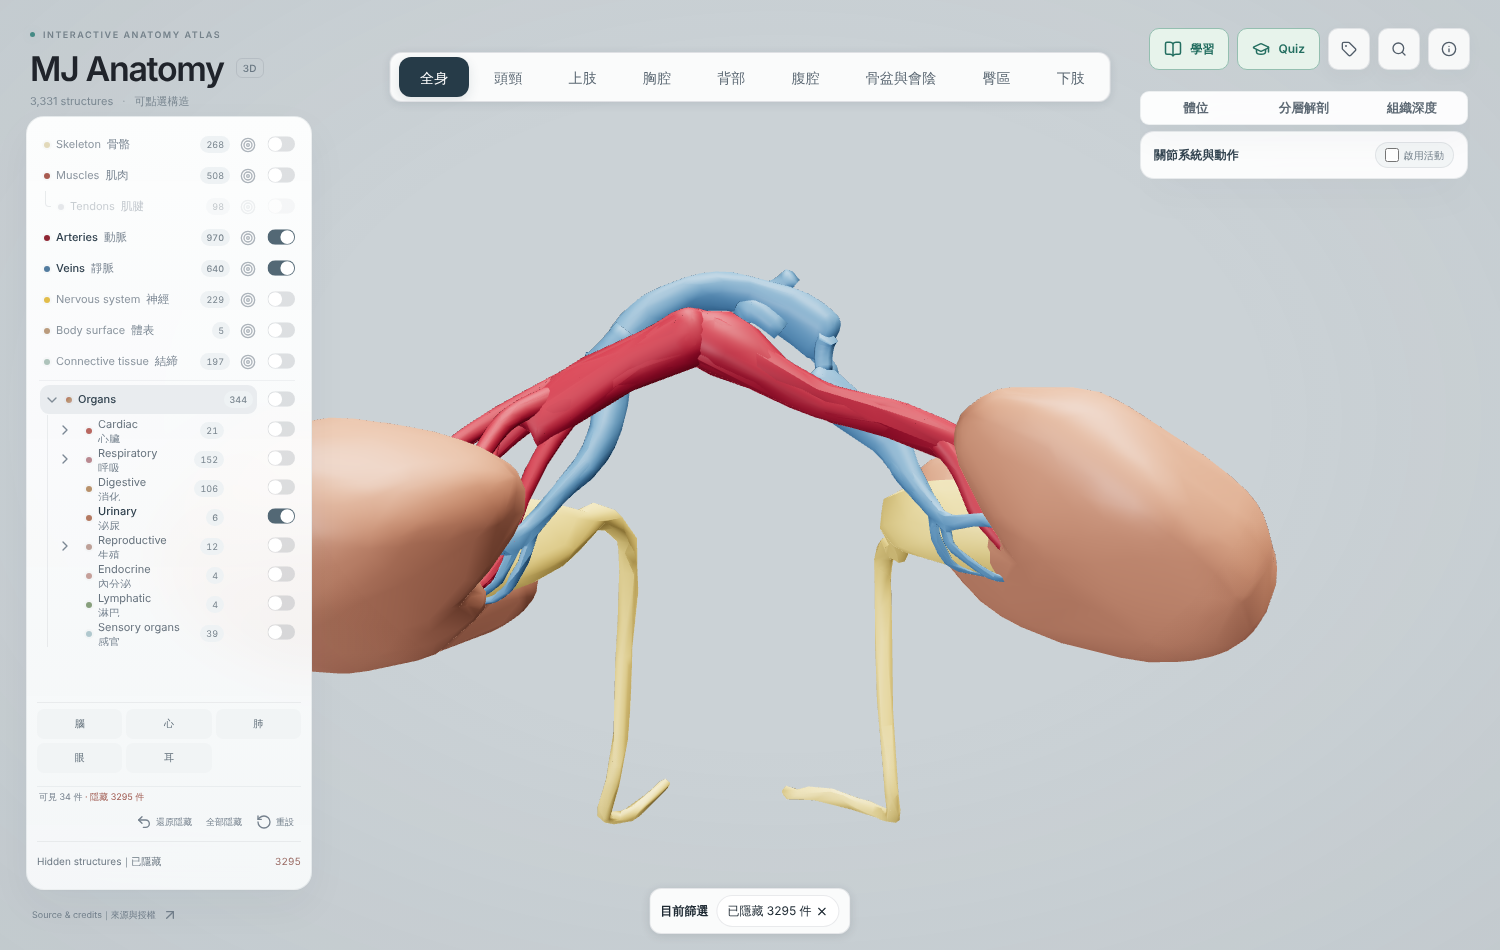 INTERACTIVE ANATOMY ATLAS
MJ Anatomy 3D
3,331 structures · 可點選構造
全身 頭頸 上肢 胸腔 背部 腹腔 骨盆與會陰 臀區 下肢
學習 Quiz
體位 分層解剖 組織深度
關節系統與動作 啟用活動
Skeleton 骨骼 268
Muscles 肌肉 508
Tendons 肌腱 98
Arteries 動脈 970
Veins 靜脈 640
Nervous system 神經 229
Body surface 體表 5
Connective tissue 結締 197
Organs 344
Cardiac 21
心臟
Respiratory 152
呼吸
Digestive 106
消化
Urinary 6
泌尿
Reproductive 12
生殖
Endocrine 4
內分泌
Lymphatic 4
淋巴
Sensory organs 39
感官
腦 心 肺
眼 耳
可見 34 件 · 隱藏 3295 件
還原隱藏 全部隱藏 重設
Hidden structures | 已隱藏 3295
Source & credits | 來源與授權
目前篩選 已隱藏 3295 件